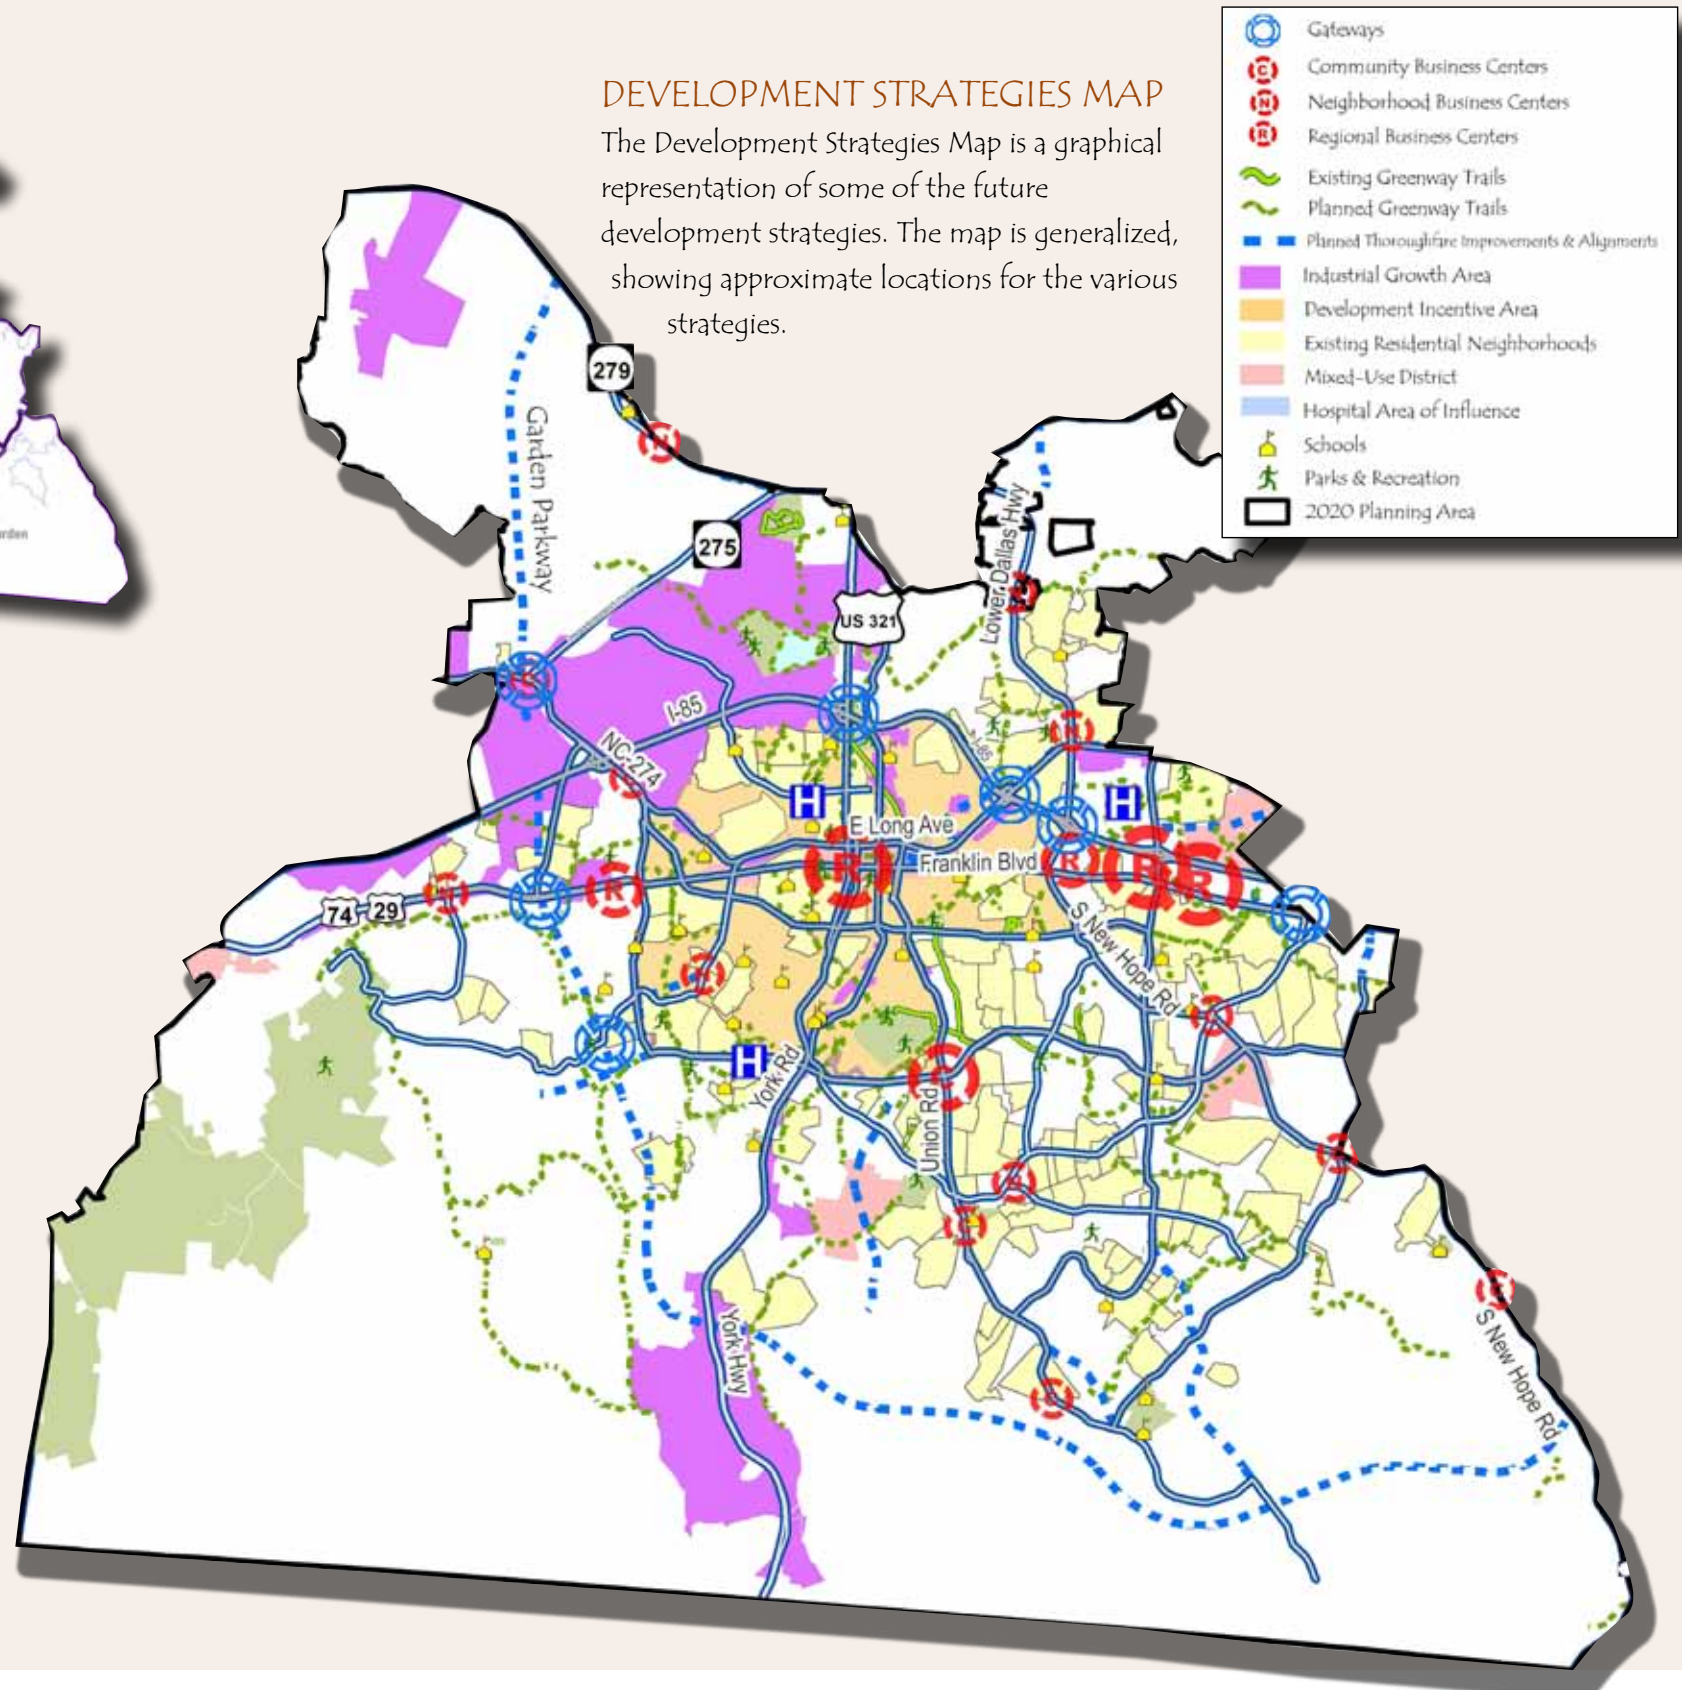 DEVELOPMENT STRATEGIES MAP
The Development Strategies Map is a graphical
representation of some of the future
development strategies. The map is generalized,
showing approximate locations for the various
strategies.
Gateways
C Community Business Centers
N Neighborhood Business Centers
R Regional Business Centers
Existing Greenway Trails
Planned Greenway Trails
Planned Thoroughfare Improvements & Alignments
Industrial Growth Area
Development Incentive Area
Existing Residential Neighborhoods
Mixed-Use District
Hospital Area of Influence
Schools
Parks & Recreation
2020 Planning Area
279
Garden Parkway
275
Lower Dallas Hwy
US 321
I-85
I-85
NC-274
H
H
E Long Ave
R
Franklin Blvd
R
R
R
R
74
29
N
S New Hope Rd
N
H
York Rd
C
Union Rd
N
York Hwy
S New Hope Rd